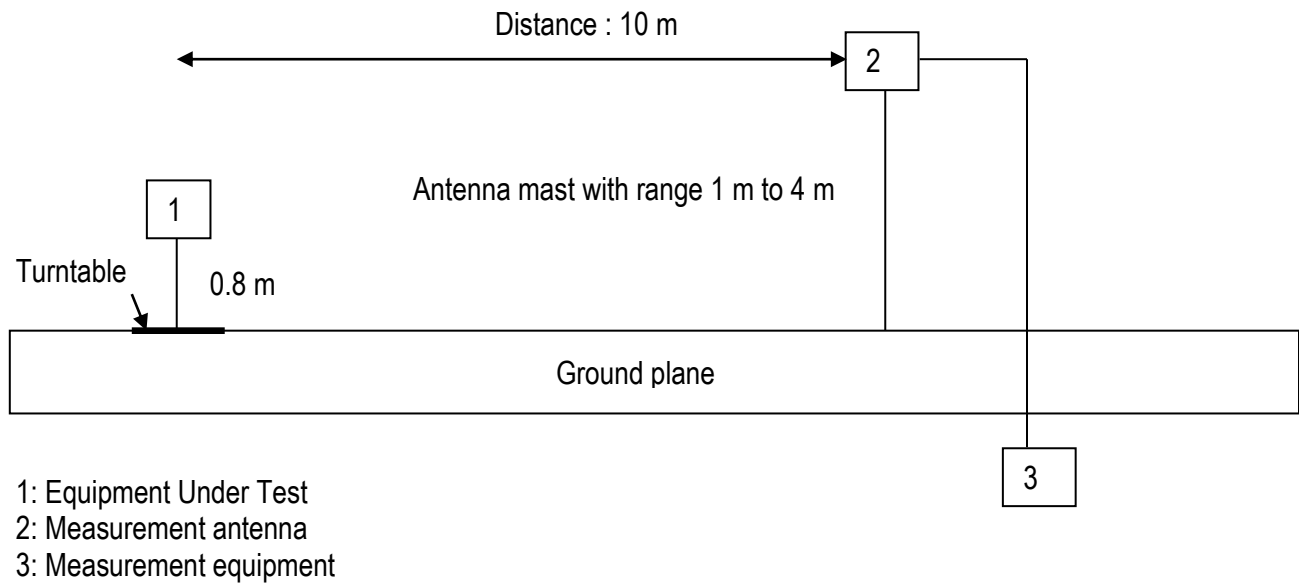 Distance : 10 m
2
Antenna mast with range 1 m to 4 m
1
Turntable
0.8 m
Ground plane
3
1: Equipment Under Test
2: Measurement antenna
3: Measurement equipment